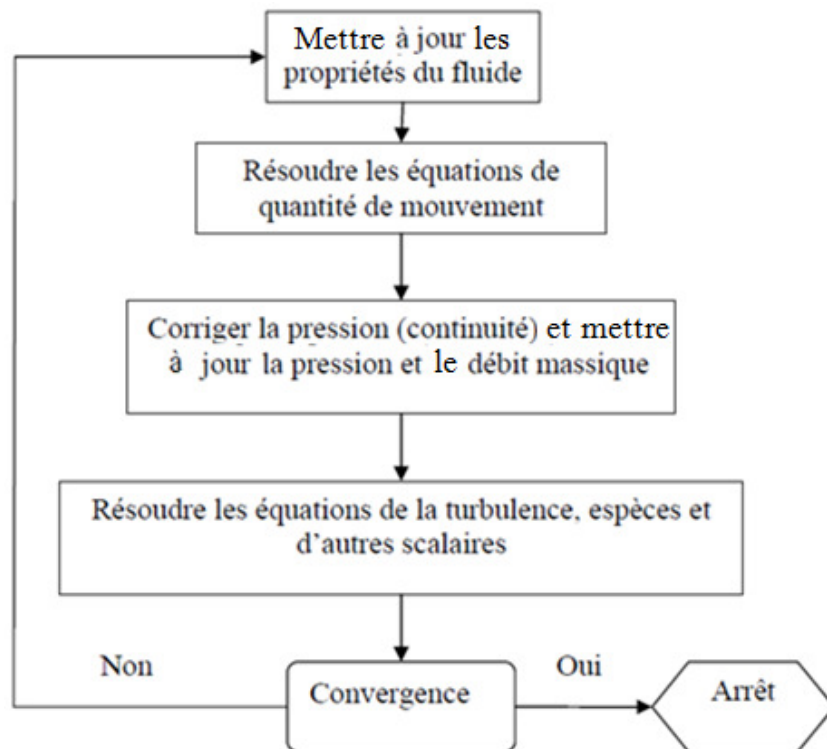 Mettre à jour les
propriétés du fluide
Résoudre les équations de
quantité de mouvement
Corriger la pression (continuité) et mettre
à jour la pression et le débit massique
Résoudre les équations de la turbulence, espèces et
d'autres scalaires
Non
Convergence
Oui
Arrêt